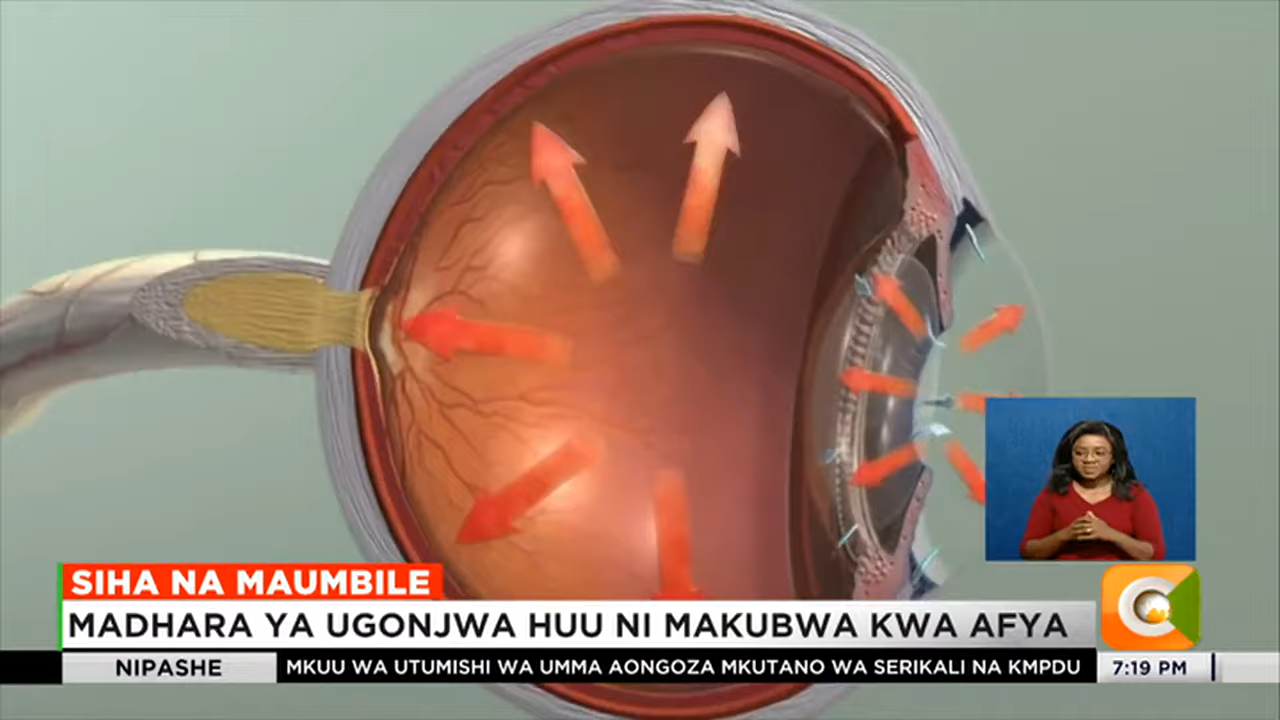 SIHA NA MAUMBILE
MADHARA YA UGONJWA HUU NI MAKUBWA KWA AFYA
NIPASHE
MKUU WA UTUMISHI WA UMMA AONGOZA MKUTANO WA SERIKALI NA KMPDU
7:19 PM